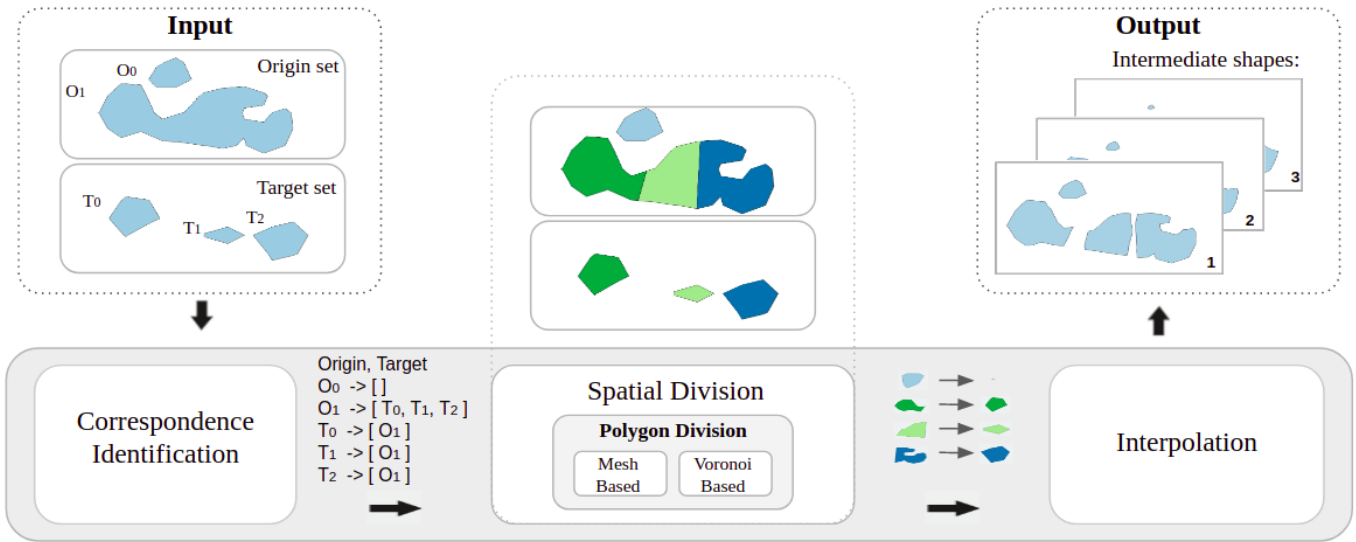 Input
Origin set
O0
O1
Target set
T0
T1
T2
Output
Intermediate shapes:
3
2
1
Correspondence
Identification
Origin, Target
O0 -> [ ]
O1 -> [ T0, T1, T2 ]
T0 -> [ O1 ]
T1 -> [ O1 ]
T2 -> [ O1 ]
Spatial Division
Polygon Division
Mesh
Based
Voronoi
Based
Interpolation